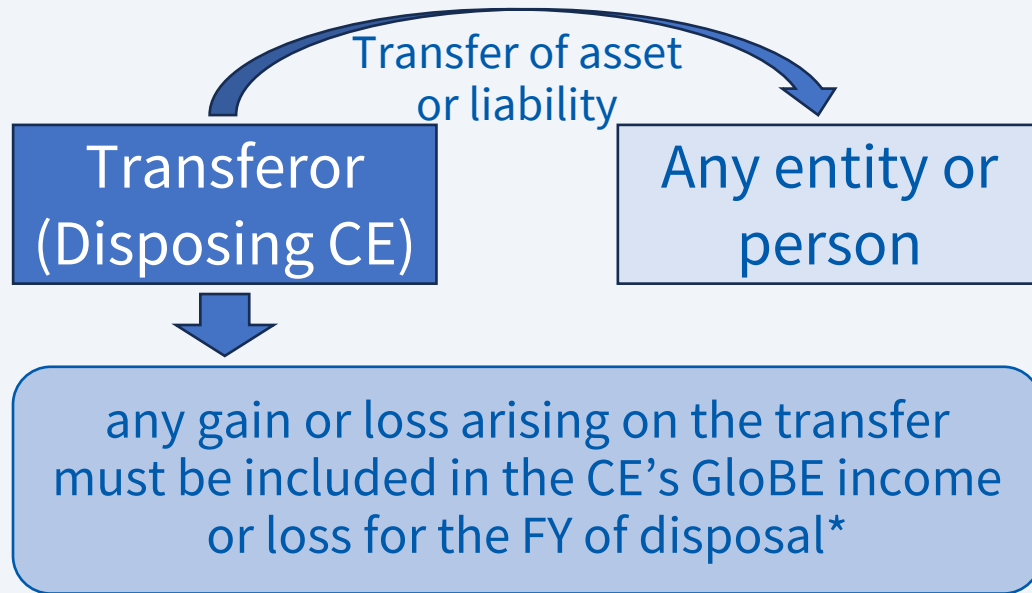 Transfer of asset
or liability
Transferor
(Disposing CE)
Any entity or
person
any gain or loss arising on the transfer
must be included in the CE’s GloBE income
or loss for the FY of disposal*